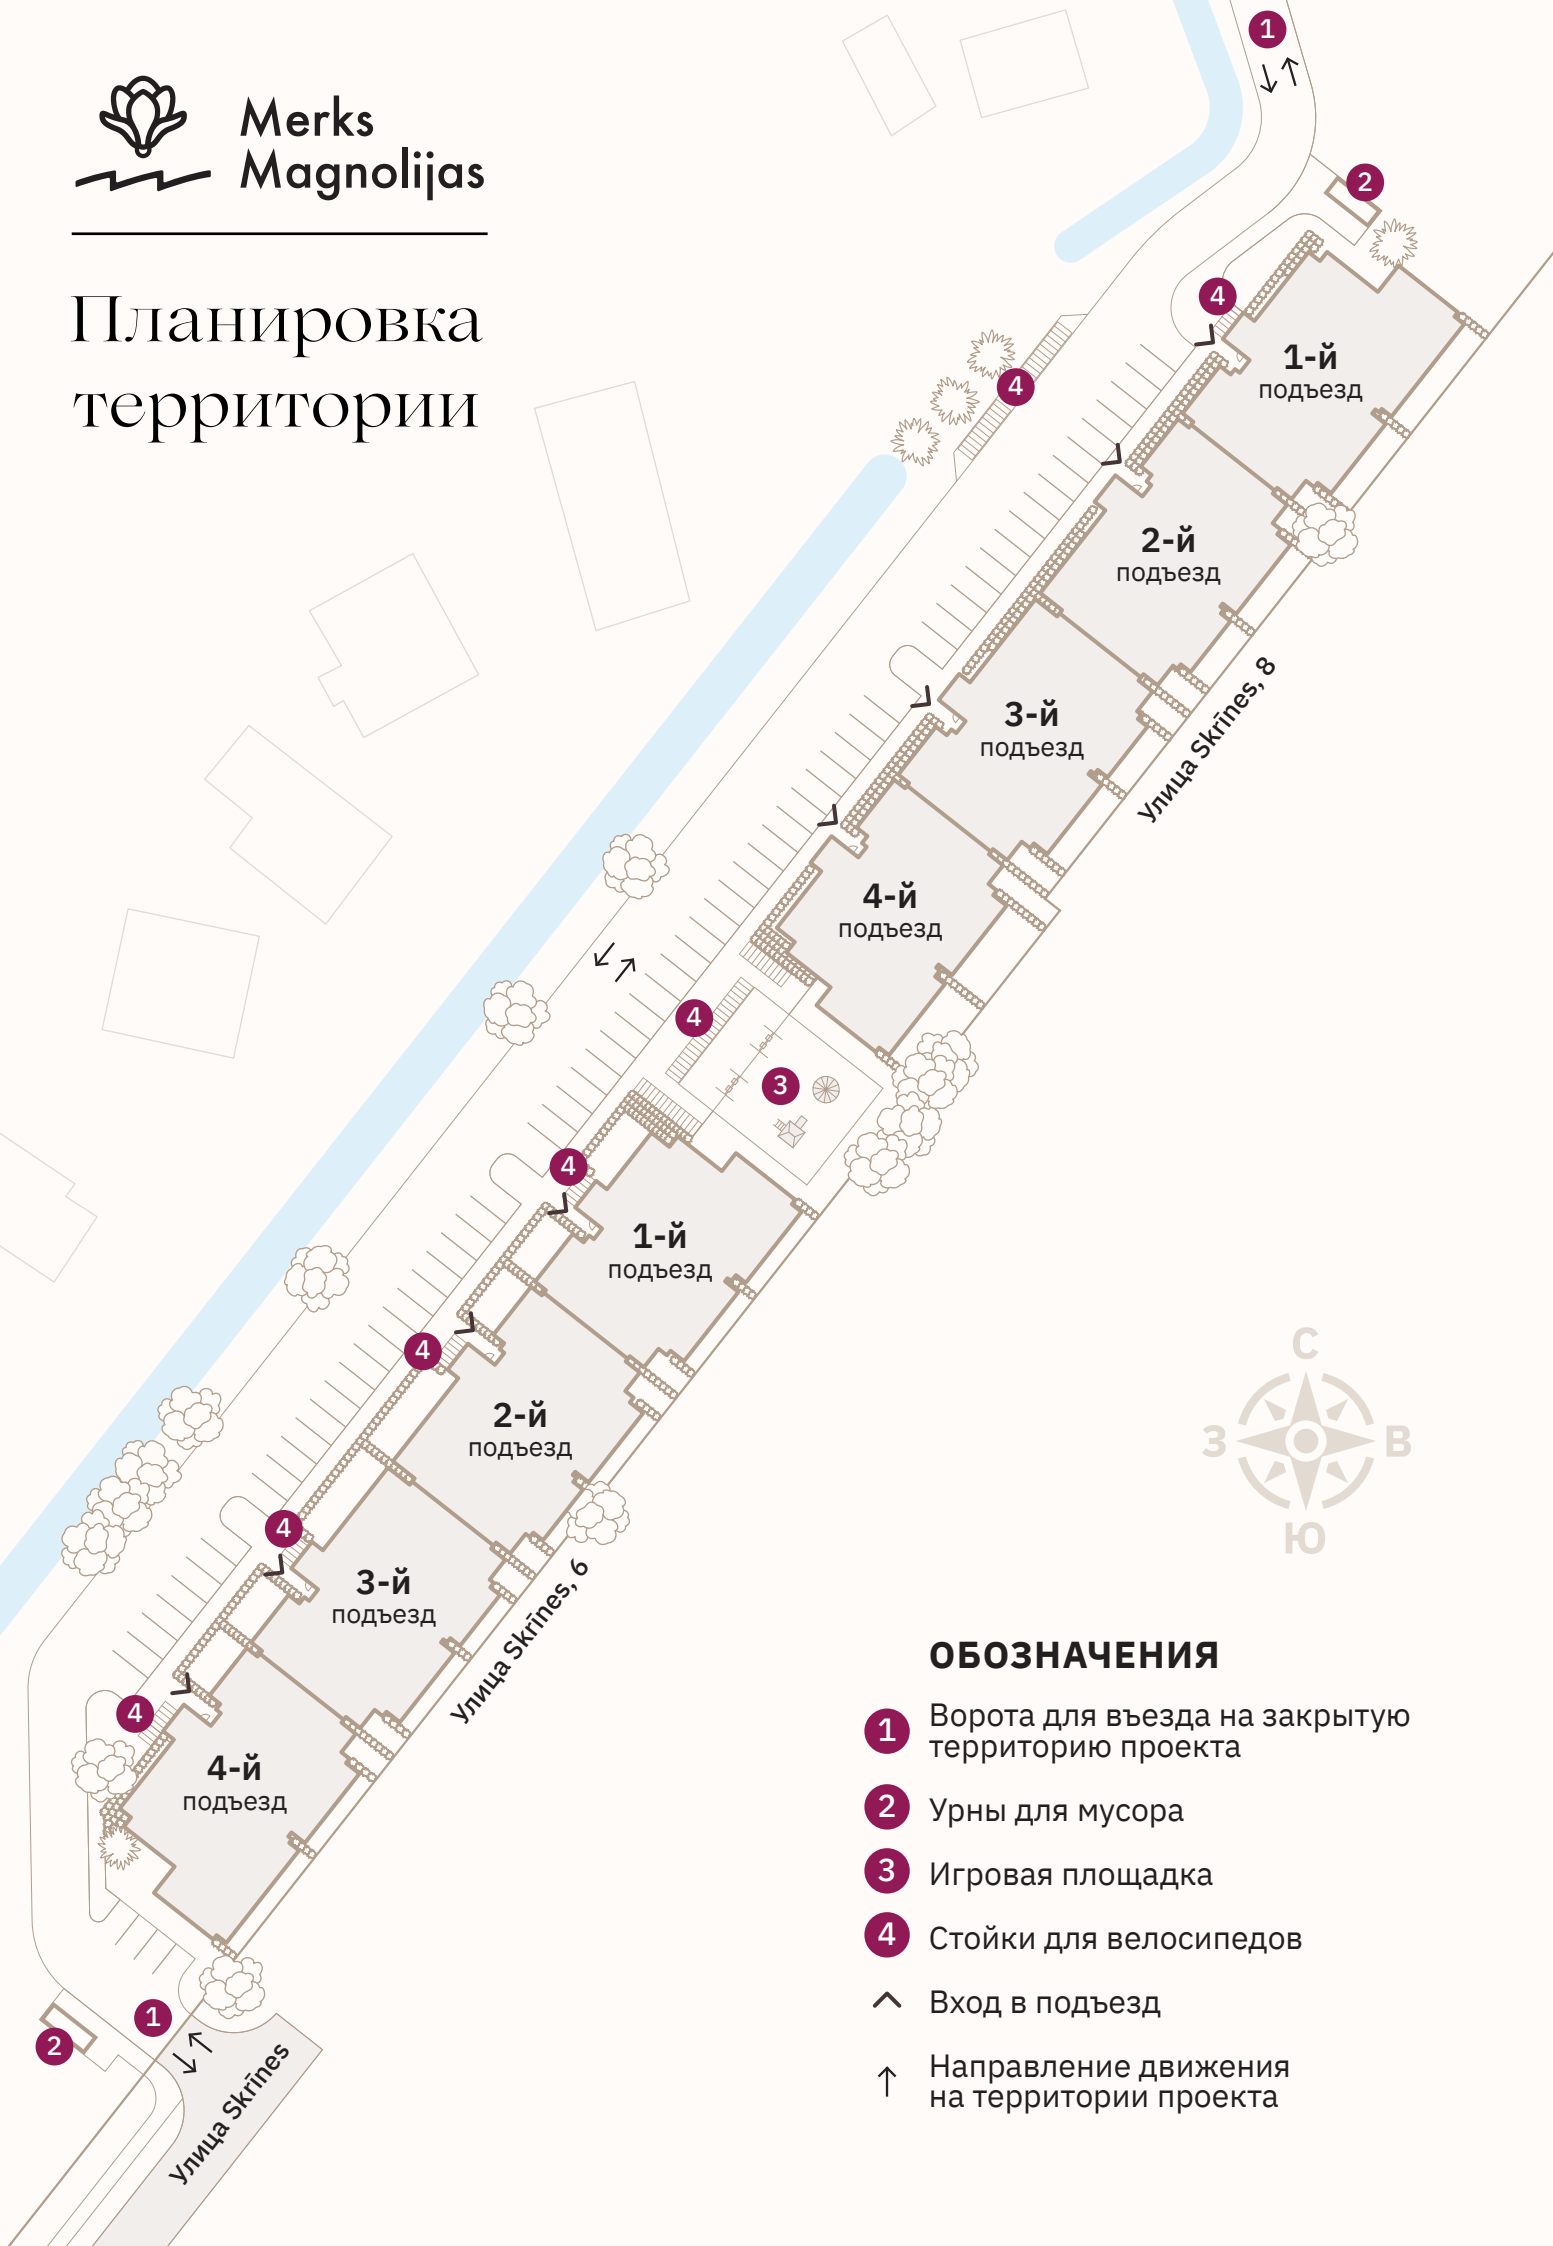 Merks
Magnolijas
Планировка
территории
1
2
4
1-й
подъезд
4
2-й
подъезд
3-й
подъезд
Улица Skrīnes, 8
4-й
подъезд
4
3
4
1-й
подъезд
4
2-й
подъезд
4
3-й
подъезд
Улица Skrīnes, 6
4
4-й
подъезд
1
2
Улица Skrīnes
С
З
В
Ю
ОБОЗНАЧЕНИЯ
1 Ворота для въезда на закрытую
территорию проекта
2 Урны для мусора
3 Игровая площадка
4 Стойки для велосипедов
Вход в подъезд
Направление движения
на территории проекта